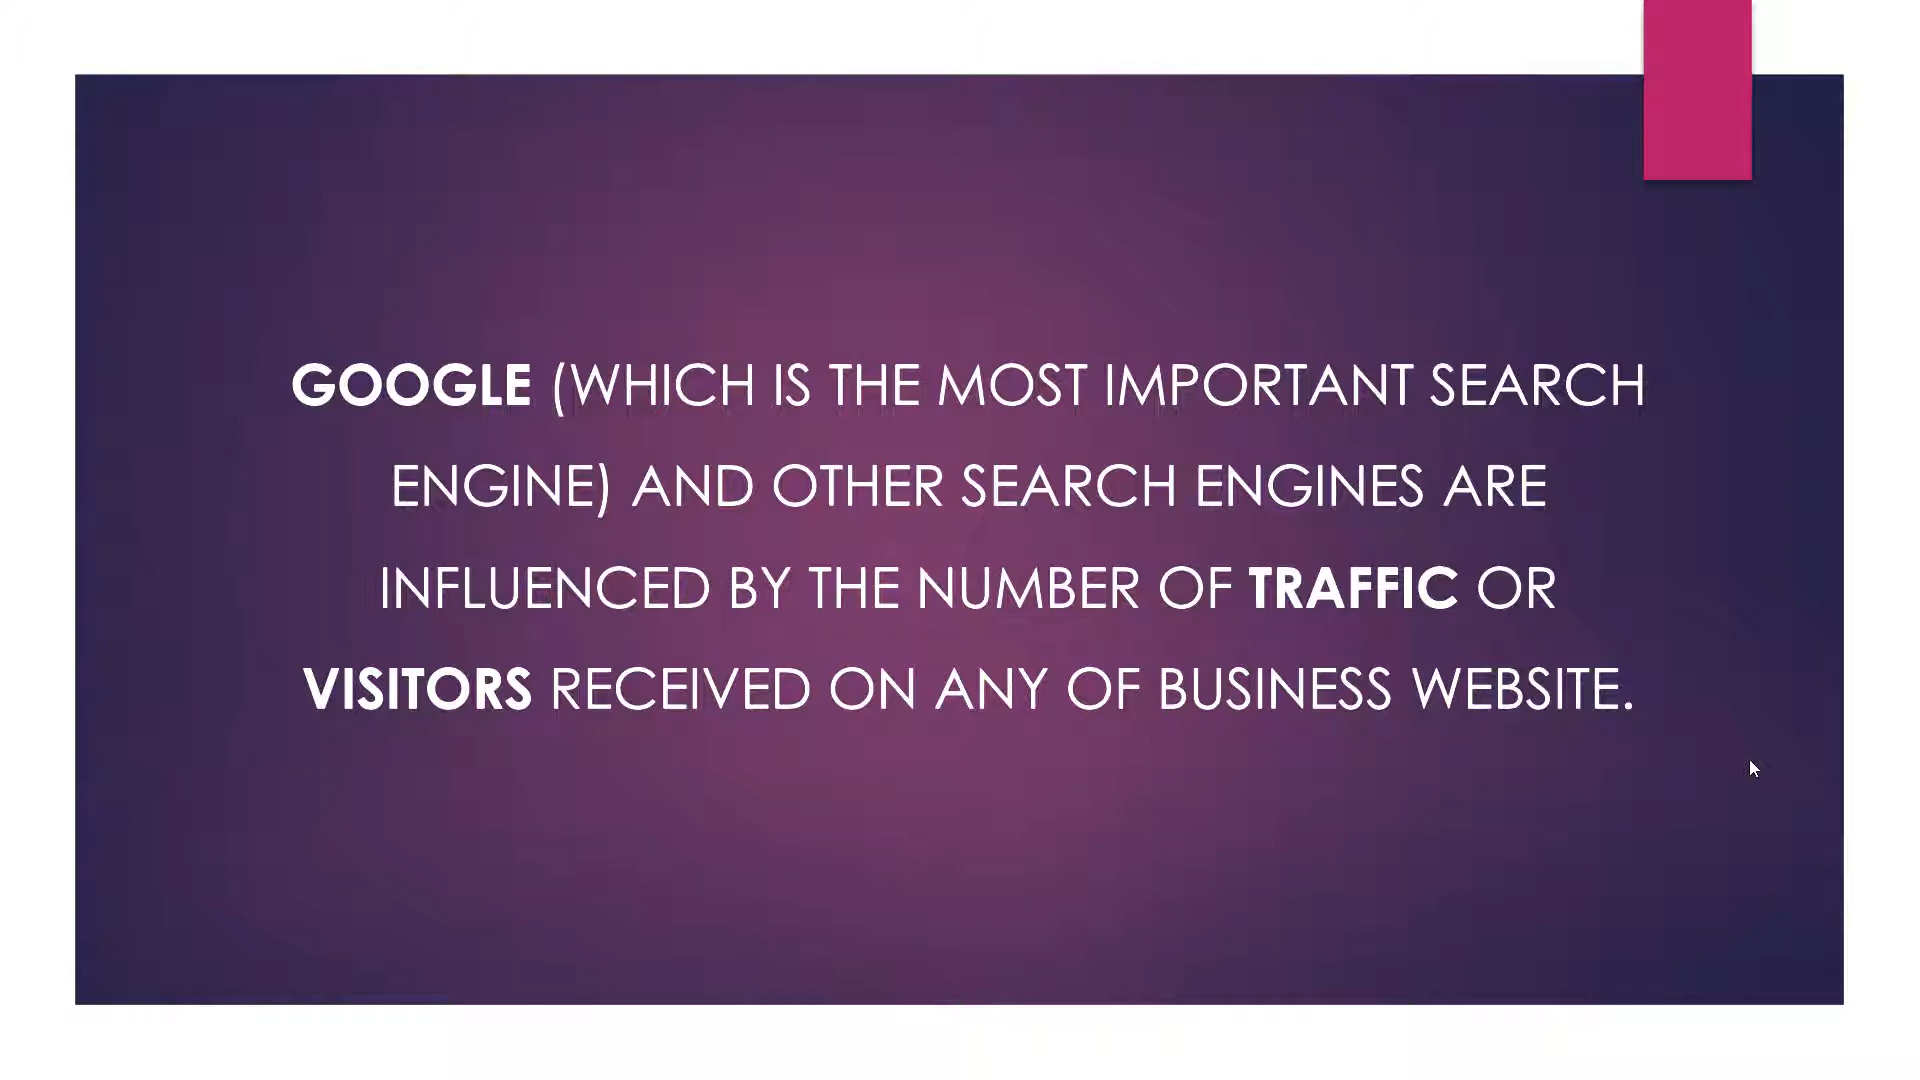 GOOGLE (WHICH IS THE MOST IMPORTANT SEARCH
ENGINE) AND OTHER SEARCH ENGINES ARE
INFLUENCED BY THE NUMBER OF TRAFFIC OR
VISITORS RECEIVED ON ANY OF BUSINESS WEBSITE.